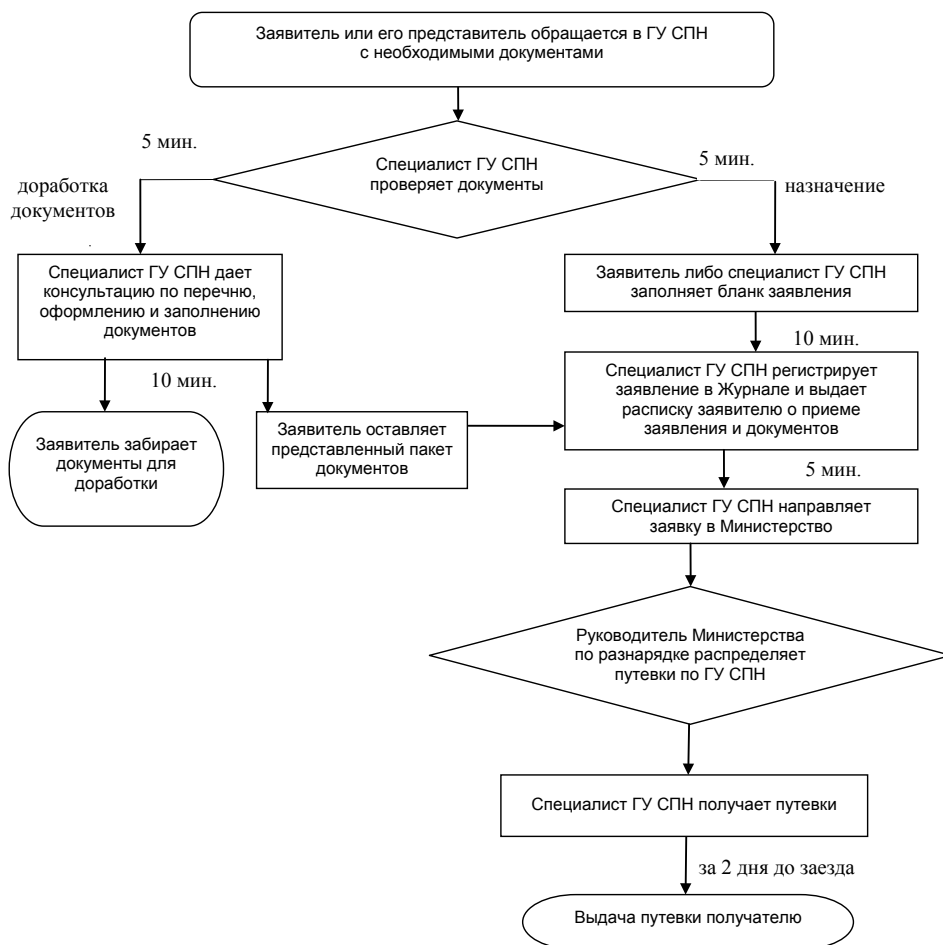 Заявитель или его представитель обращается в ГУ СПН
с необходимыми документами
5 мин.
Специалист ГУ СПН
проверяет документы
5 мин.
доработка
документов
назначение
Специалист ГУ СПН дает
консультацию по перечню,
оформлению и заполнению
документов
Заявитель либо специалист ГУ СПН
заполняет бланк заявления
10 мин.
10 мин.
Специалист ГУ СПН регистрирует
заявление в Журнале и выдает
расписку заявителю о приеме
заявления и документов
Заявитель забирает
документы для
доработки
Заявитель оставляет
представленный пакет
документов
5 мин.
Специалист ГУ СПН направляет
заявку в Министерство
Руководитель Министерства
по разнарядке распределяет
путевки по ГУ СПН
Специалист ГУ СПН получает путевки
за 2 дня до заезда
Выдача путевки получателю